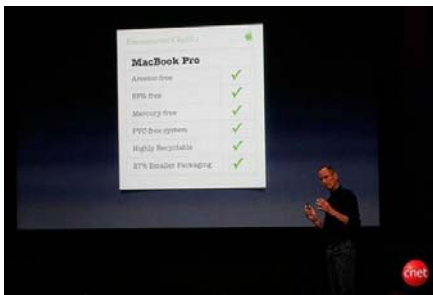 MacBook Pro
Arsenic free
BFR free
Mercury free
PVC free system
Highly Recyclable
37% Smaller Packaging
cnet